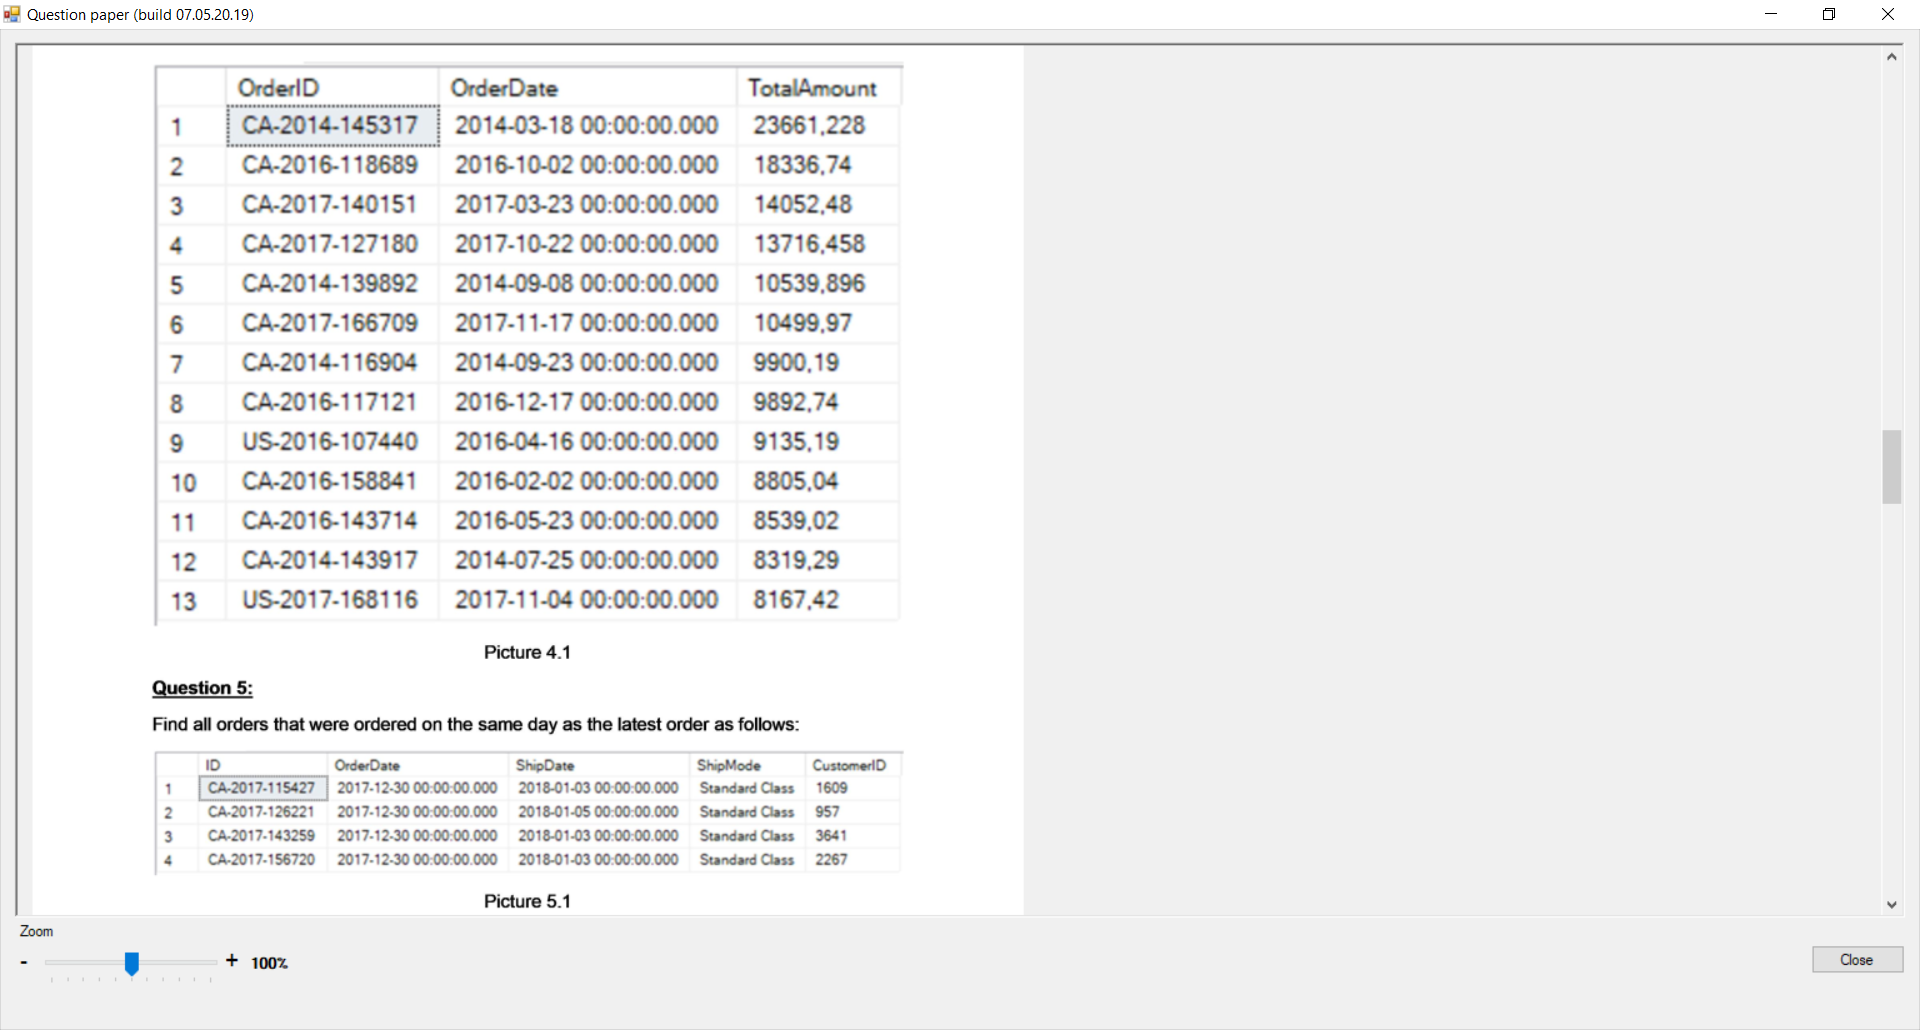 Question paper (build 07.05.20.19)
OrderID OrderDate TotalAmount
1 CA-2014-145317 2014-03-18 00:00:00.000 23661,228
2 CA-2016-118689 2016-10-02 00:00:00.000 18336,74
3 CA-2017-140151 2017-03-23 00:00:00.000 14052,48
4 CA-2017-127180 2017-10-22 00:00:00.000 13716,458
5 CA-2014-139892 2014-09-08 00:00:00.000 10539,896
6 CA-2017-166709 2017-11-17 00:00:00.000 10499,97
7 CA-2014-116904 2014-09-23 00:00:00.000 9900,19
8 CA-2016-117121 2016-12-17 00:00:00.000 9892,74
9 US-2016-107440 2016-04-16 00:00:00.000 9135,19
10 CA-2016-158841 2016-02-02 00:00:00.000 8805,04
11 CA-2016-143714 2016-05-23 00:00:00.000 8539,02
12 CA-2014-143917 2014-07-25 00:00:00.000 8319,29
13 US-2017-168116 2017-11-04 00:00:00.000 8167,42
Picture 4.1
Question 5:
Find all orders that were ordered on the same day as the latest order as follows:
ID OrderDate ShipDate ShipMode CustomerID
1 CA-2017-115427 2017-12-30 00:00:00.000 2018-01-03 00:00:00.000 Standard Class 1609
2 CA-2017-126221 2017-12-30 00:00:00.000 2018-01-05 00:00:00.000 Standard Class 957
3 CA-2017-143259 2017-12-30 00:00:00.000 2018-01-03 00:00:00.000 Standard Class 3641
4 CA-2017-156720 2017-12-30 00:00:00.000 2018-01-03 00:00:00.000 Standard Class 2267
Picture 5.1
Zoom
- + 100%
Close